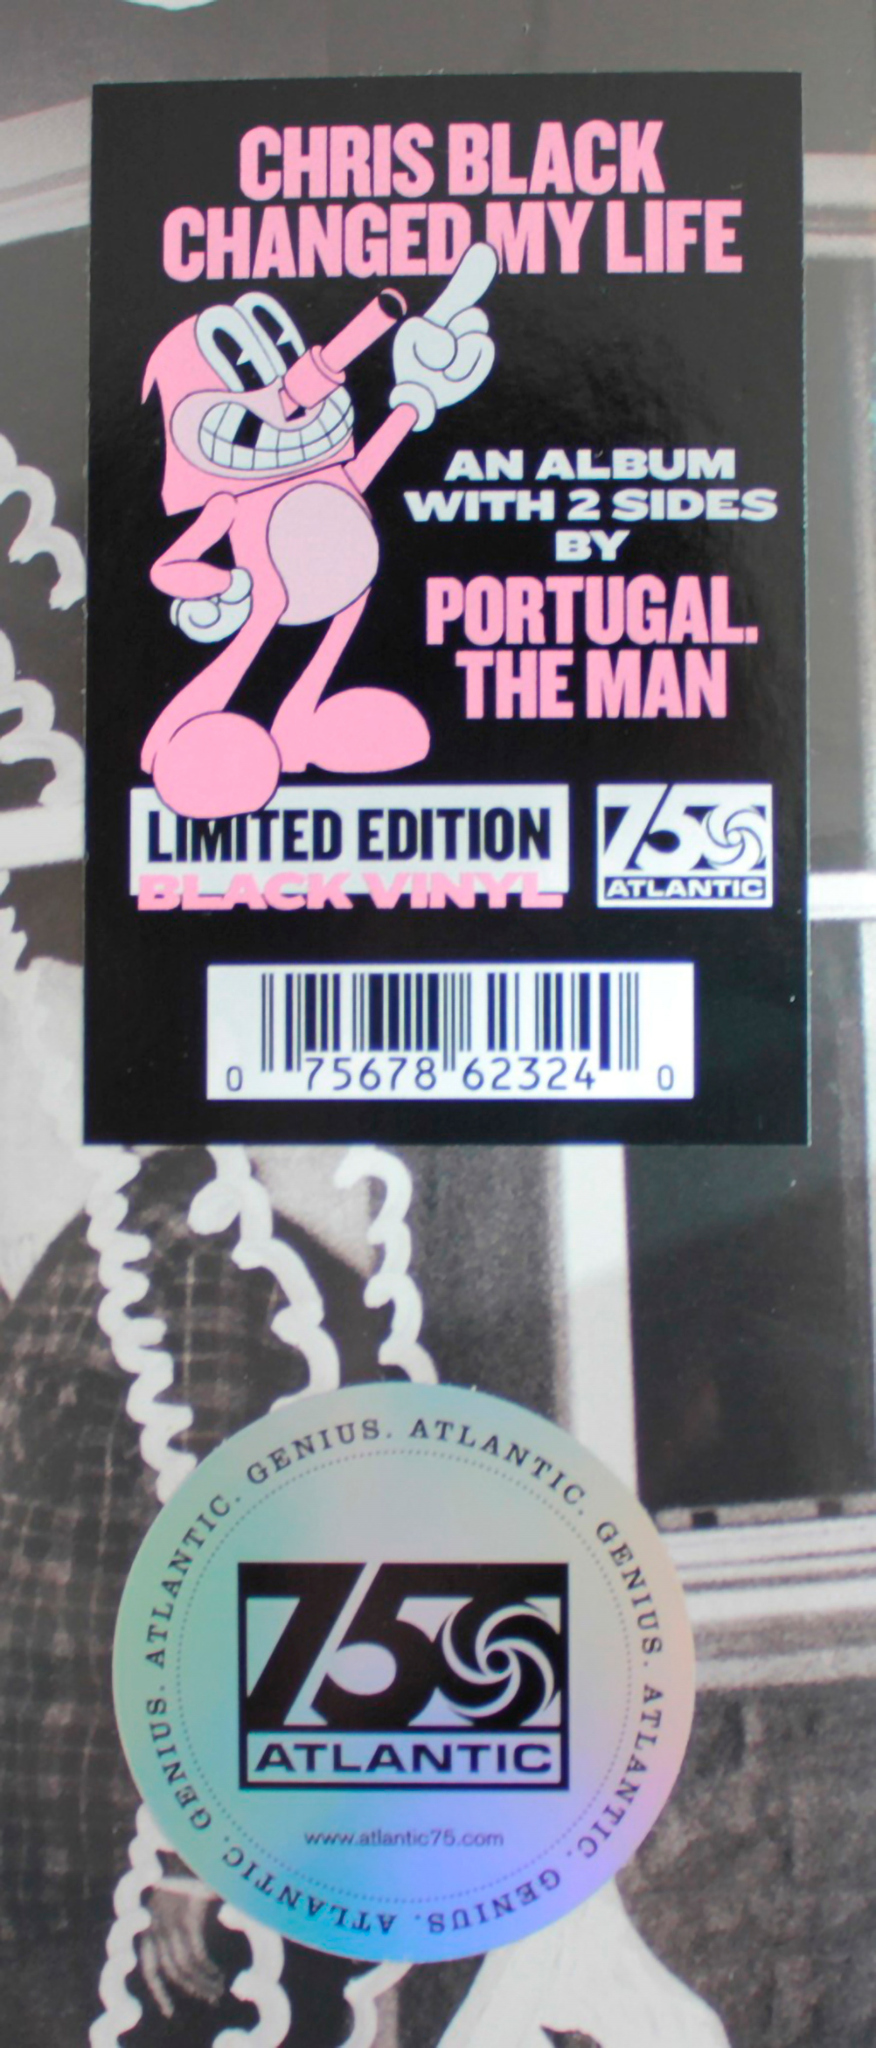 CHRIS BLACK
CHANGED MY LIFE
AN ALBUM
WITH 2 SIDES
BY
PORTUGAL.
THE MAN
LIMITED EDITION
BLACK VINYL
75
ATLANTIC
0 75678 62324 0
GENIUS. ATLANTIC. GENIUS. ATLANTIC. GENIUS. ATLANTIC. GENIUS. ATLANTIC.
75
ATLANTIC
www.atlantic75.com